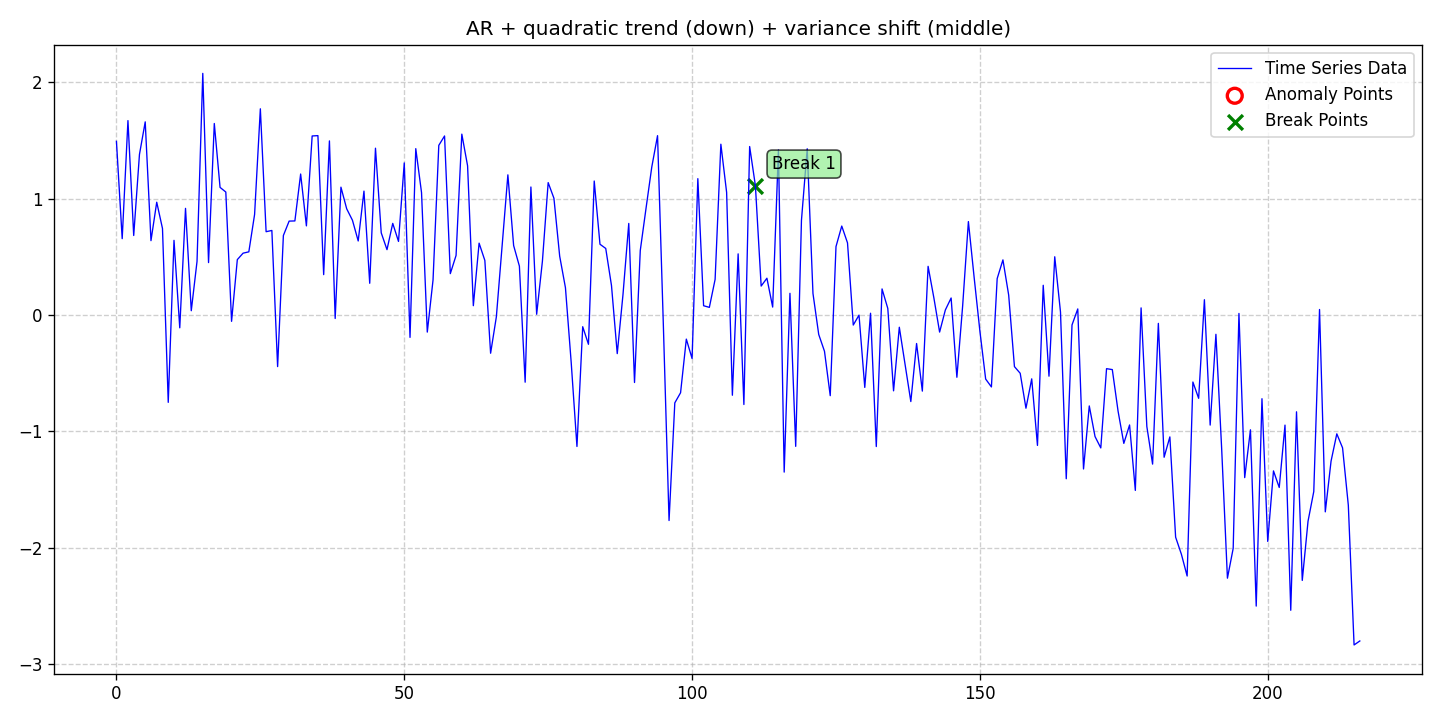 AR + quadratic trend (down) + variance shift (middle)
Time Series Data
Anomaly Points
Break Points
Break 1
2
1
0
−1
−2
−3
0
50
100
150
200